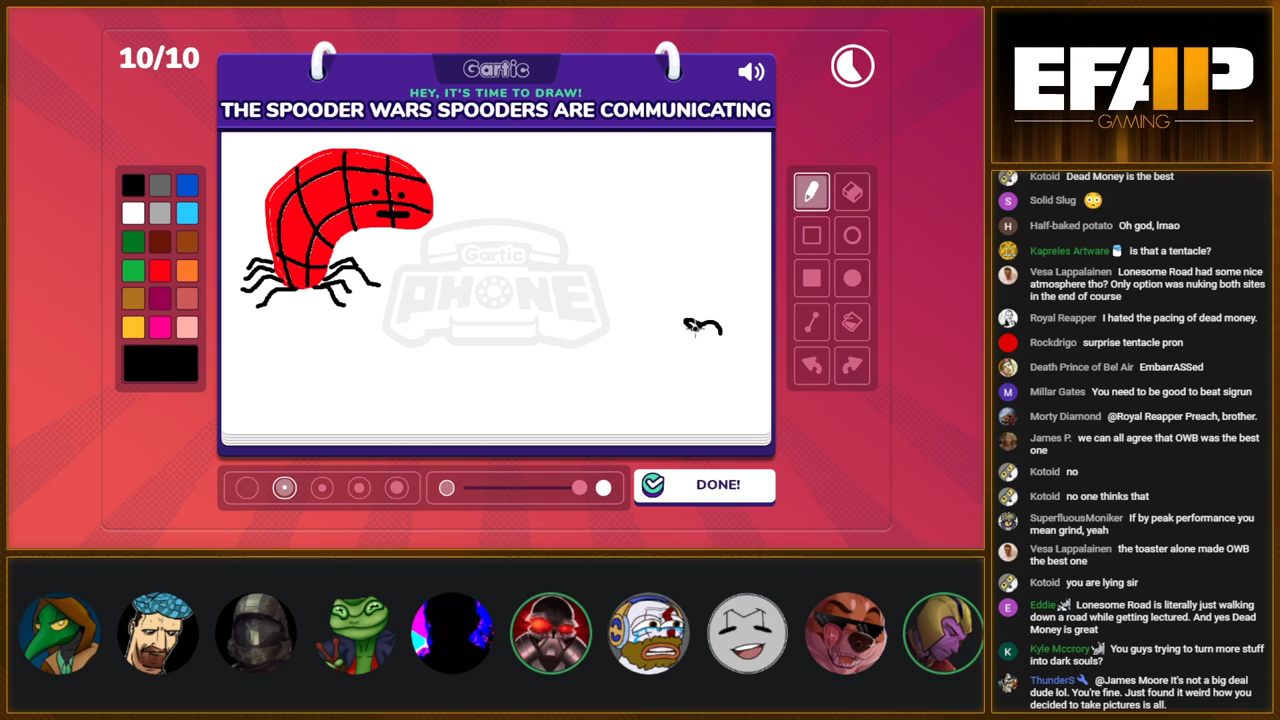 10/10
Gartic
HEY, IT'S TIME TO DRAW!
THE SPOODER WARS SPOODERS ARE COMMUNICATING
Gartic
PHONE
DONE!
EFAP
GAMING
Kotoid Dead Money is the best
Solid Slug
Half-baked potato Oh god, lmao
Kapreles Artware is that a tentacle?
Vesa Lappalainen Lonesome Road had some nice
atmosphere tho? Only option was nuking both sites
in the end of course
Royal Reaper I hated the pacing of dead money.
Rockdrigo surprise tentacle pron
Death Prince of Bel Air EmbarrASSed
Millar Gates You need to be good to beat sigrun
Morty Diamond @Royal Reaper Preach, brother.
James P. we can all agree that OWB was the best
one
Kotoid no
Kotoid no one thinks that
SuperfluousMoniker If by peak performance you
mean grind, yeah
Vesa Lappalainen the toaster alone made OWB
the best one
Kotoid you are lying sir
Eddie Lonesome Road is literally just walking
down a road while getting lectured. And yes Dead
Money is great
Kyle Mccrory You guys trying to turn more stuff
into dark souls?
ThunderS @James Moore It's not a big deal
dude lol. You're fine. Just found it weird how you
decided to take pictures is all.
S
H
M
E
K